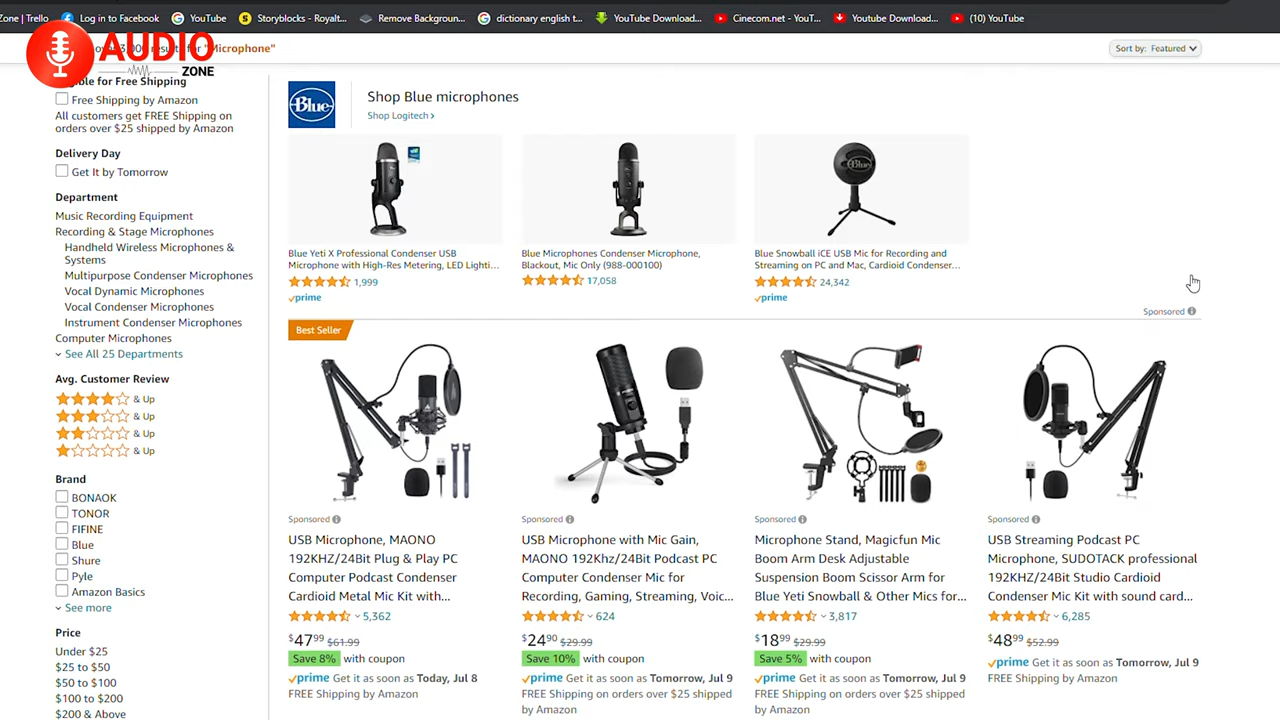 Zone | Trello
Log in to Facebook
YouTube
Storyblocks - Royalt...
Remove Backgroun...
dictionary english t...
YouTube Download...
Cinecom.net - YouT...
Youtube Download...
(10) YouTube
AUDIO
ZONE
results for "Microphone"
Sort by: Featured
for Free Shipping
Free Shipping by Amazon
All customers get FREE Shipping on
orders over $25 shipped by Amazon
Delivery Day
Get It by Tomorrow
Department
Music Recording Equipment
Recording & Stage Microphones
Handheld Wireless Microphones &
Systems
Multipurpose Condenser Microphones
Vocal Dynamic Microphones
Vocal Condenser Microphones
Instrument Condenser Microphones
Computer Microphones
See All 25 Departments
Avg. Customer Review
& Up
& Up
& Up
& Up
Brand
BONAOK
TONOR
FIFINE
Blue
Shure
Pyle
Amazon Basics
See more
Price
Under $25
$25 to $50
$50 to $100
$100 to $200
$200 & Above
Blue
Shop Blue microphones
Shop Logitech ›
Blue
Blue Yeti X Professional Condenser USB
Microphone with High-Res Metering, LED Lighti...
1,999
prime
Blue Microphones Condenser Microphone,
Blackout, Mic Only (988-000100)
17,058
Blue Snowball iCE USB Mic for Recording and
Streaming on PC and Mac, Cardioid Condenser...
24,342
prime
Sponsored
Best Seller
Sponsored
USB Microphone, MAONO
192KHZ/24Bit Plug & Play PC
Computer Podcast Condenser
Cardioid Metal Mic Kit with...
5,362
$47.99 $61.99
Save 8% with coupon
prime Get it as soon as Today, Jul 8
FREE Shipping by Amazon
Sponsored
USB Microphone with Mic Gain,
MAONO 192Khz/24Bit Podcast PC
Computer Condenser Mic for
Recording, Gaming, Streaming, Voic...
624
$24.90 $29.99
Save 10% with coupon
prime Get it as soon as Tomorrow, Jul 9
FREE Shipping on orders over $25 shipped
by Amazon
Sponsored
Microphone Stand, Magicfun Mic
Boom Arm Desk Adjustable
Suspension Boom Scissor Arm for
Blue Yeti Snowball & Other Mics for...
3,817
$18.99 $29.99
Save 5% with coupon
prime Get it as soon as Tomorrow, Jul 9
FREE Shipping on orders over $25 shipped
by Amazon
Sponsored
USB Streaming Podcast PC
Microphone, SUDOTACK professional
192KHZ/24Bit Studio Cardioid
Condenser Mic Kit with sound card...
6,285
$48.99 $52.99
prime Get it as soon as Tomorrow, Jul 9
FREE Shipping by Amazon